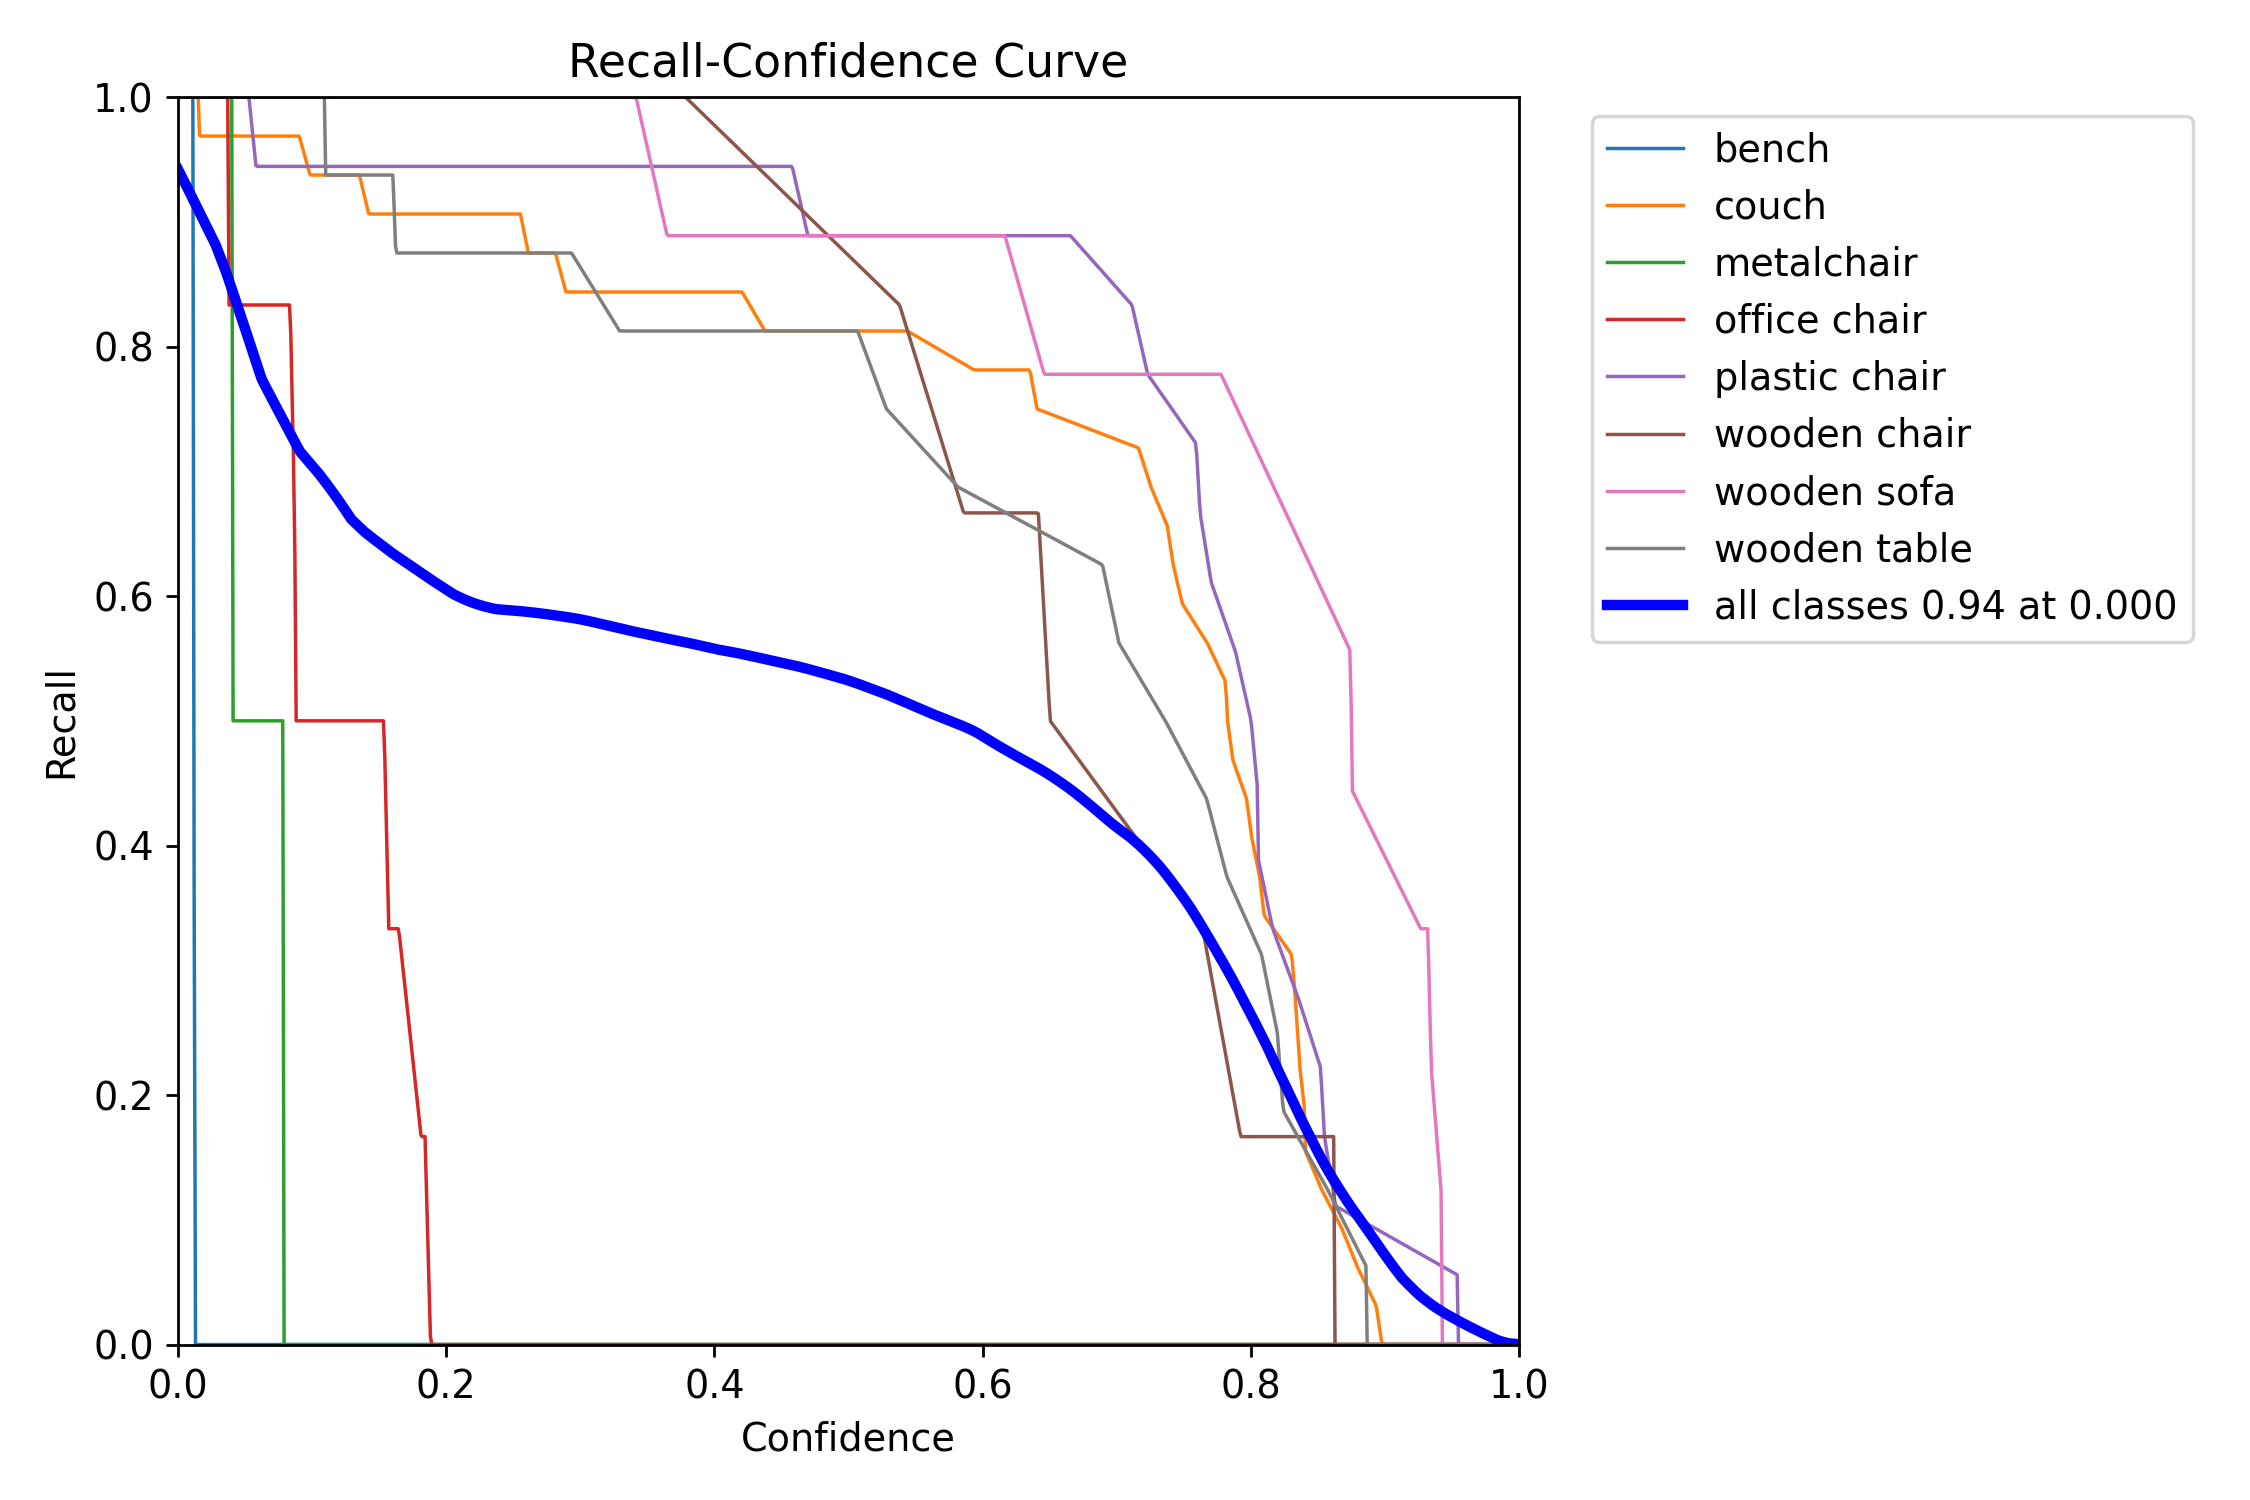 Recall-Confidence Curve
1.0
0.8
0.6
0.4
0.2
0.0
Recall
0.0 0.2 0.4 0.6 0.8 1.0
Confidence
bench
couch
metalchair
office chair
plastic chair
wooden chair
wooden sofa
wooden table
all classes 0.94 at 0.000